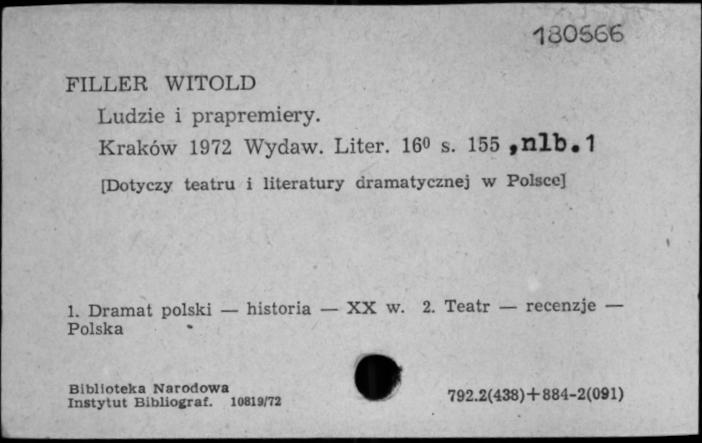 180566
FILLER WITOLD
Ludzie i prapremiery.
Kraków 1972 Wydaw. Liter. 16⁰ s. 155 ,nlb.1
[Dotyczy teatru i literatury dramatycznej w Polsce]
1. Dramat polski — historia — XX w. 2. Teatr — recenzje —
Polska
Biblioteka Narodowa
Instytut Bibliograf. 10819/72
792.2(438)+884-2(091)